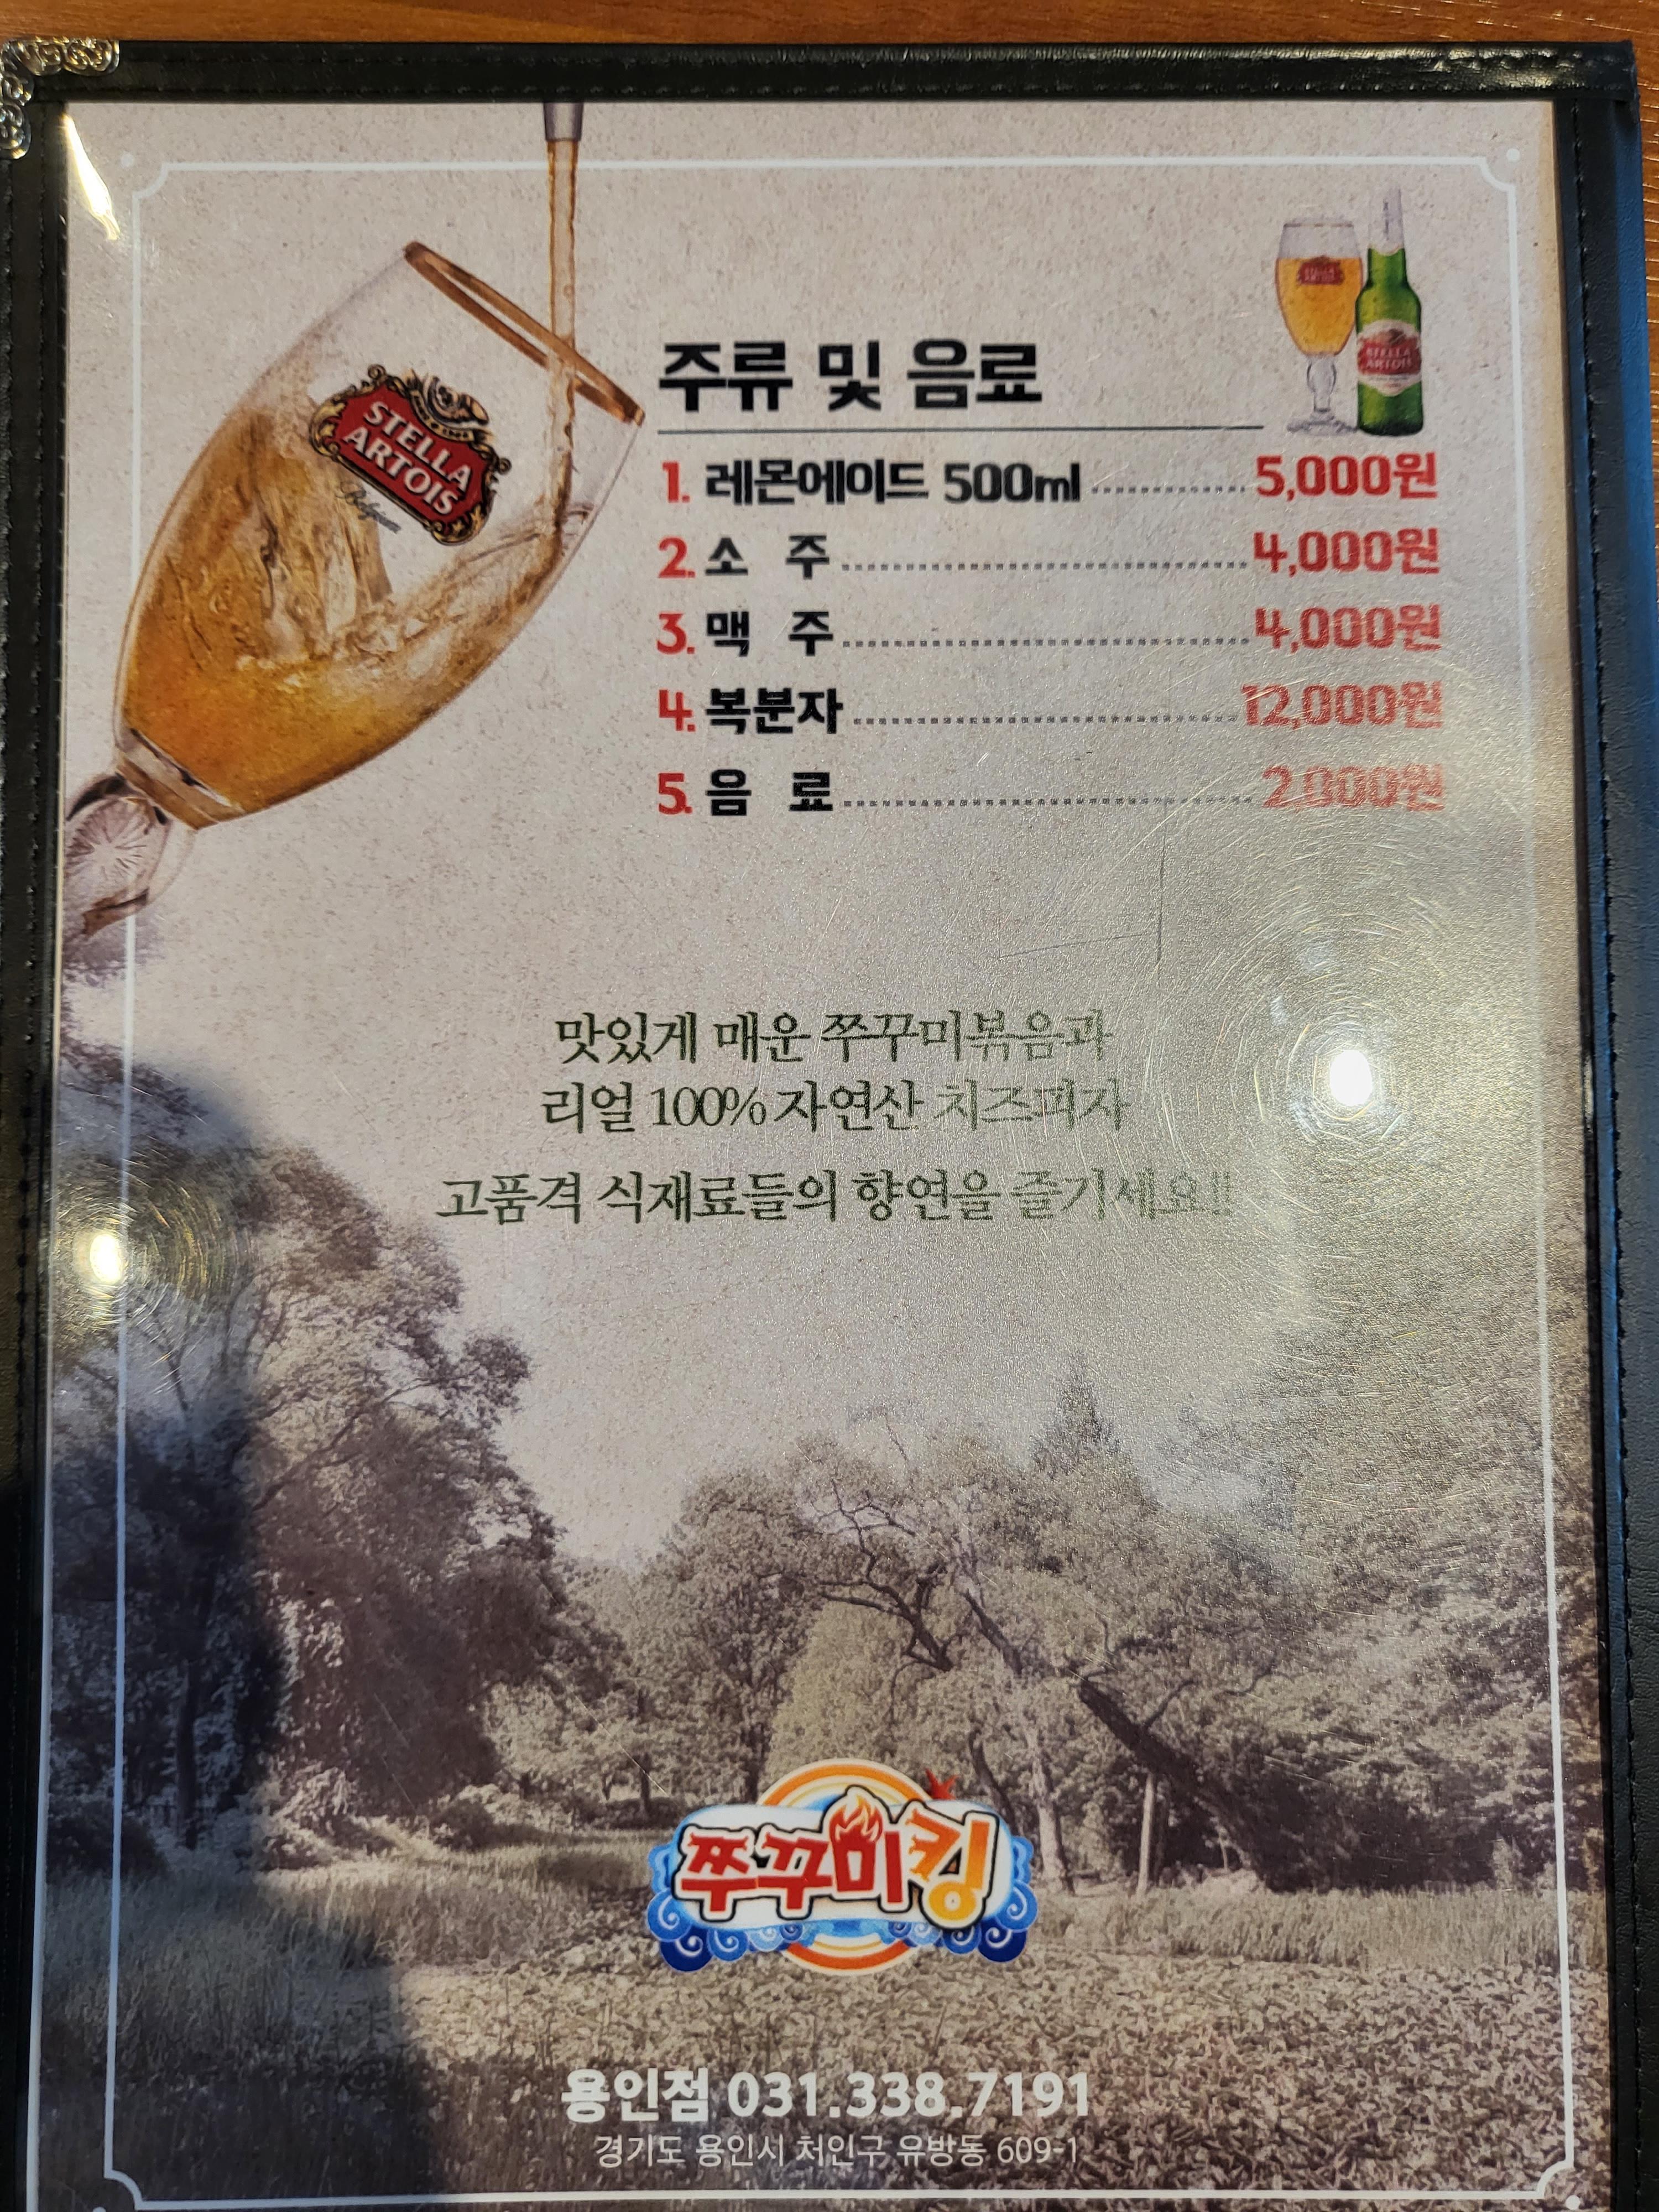 STELLA
ARTOIS
Belgium
주류 및 음료
STELLA
ARTOIS
1. 레몬에이드 500ml 5,000원
2. 소 주 4,000원
3. 맥 주 4,000원
4. 복분자 12,000원
5. 음 료 2,000원
맛있게 매운 쭈꾸미볶음과
리얼 100% 자연산 치즈피자
고품격 식재료들의 향연을 즐기세요!!
쭈꾸미킹
용인점 031.338.7191
경기도 용인시 처인구 유방동 609-1